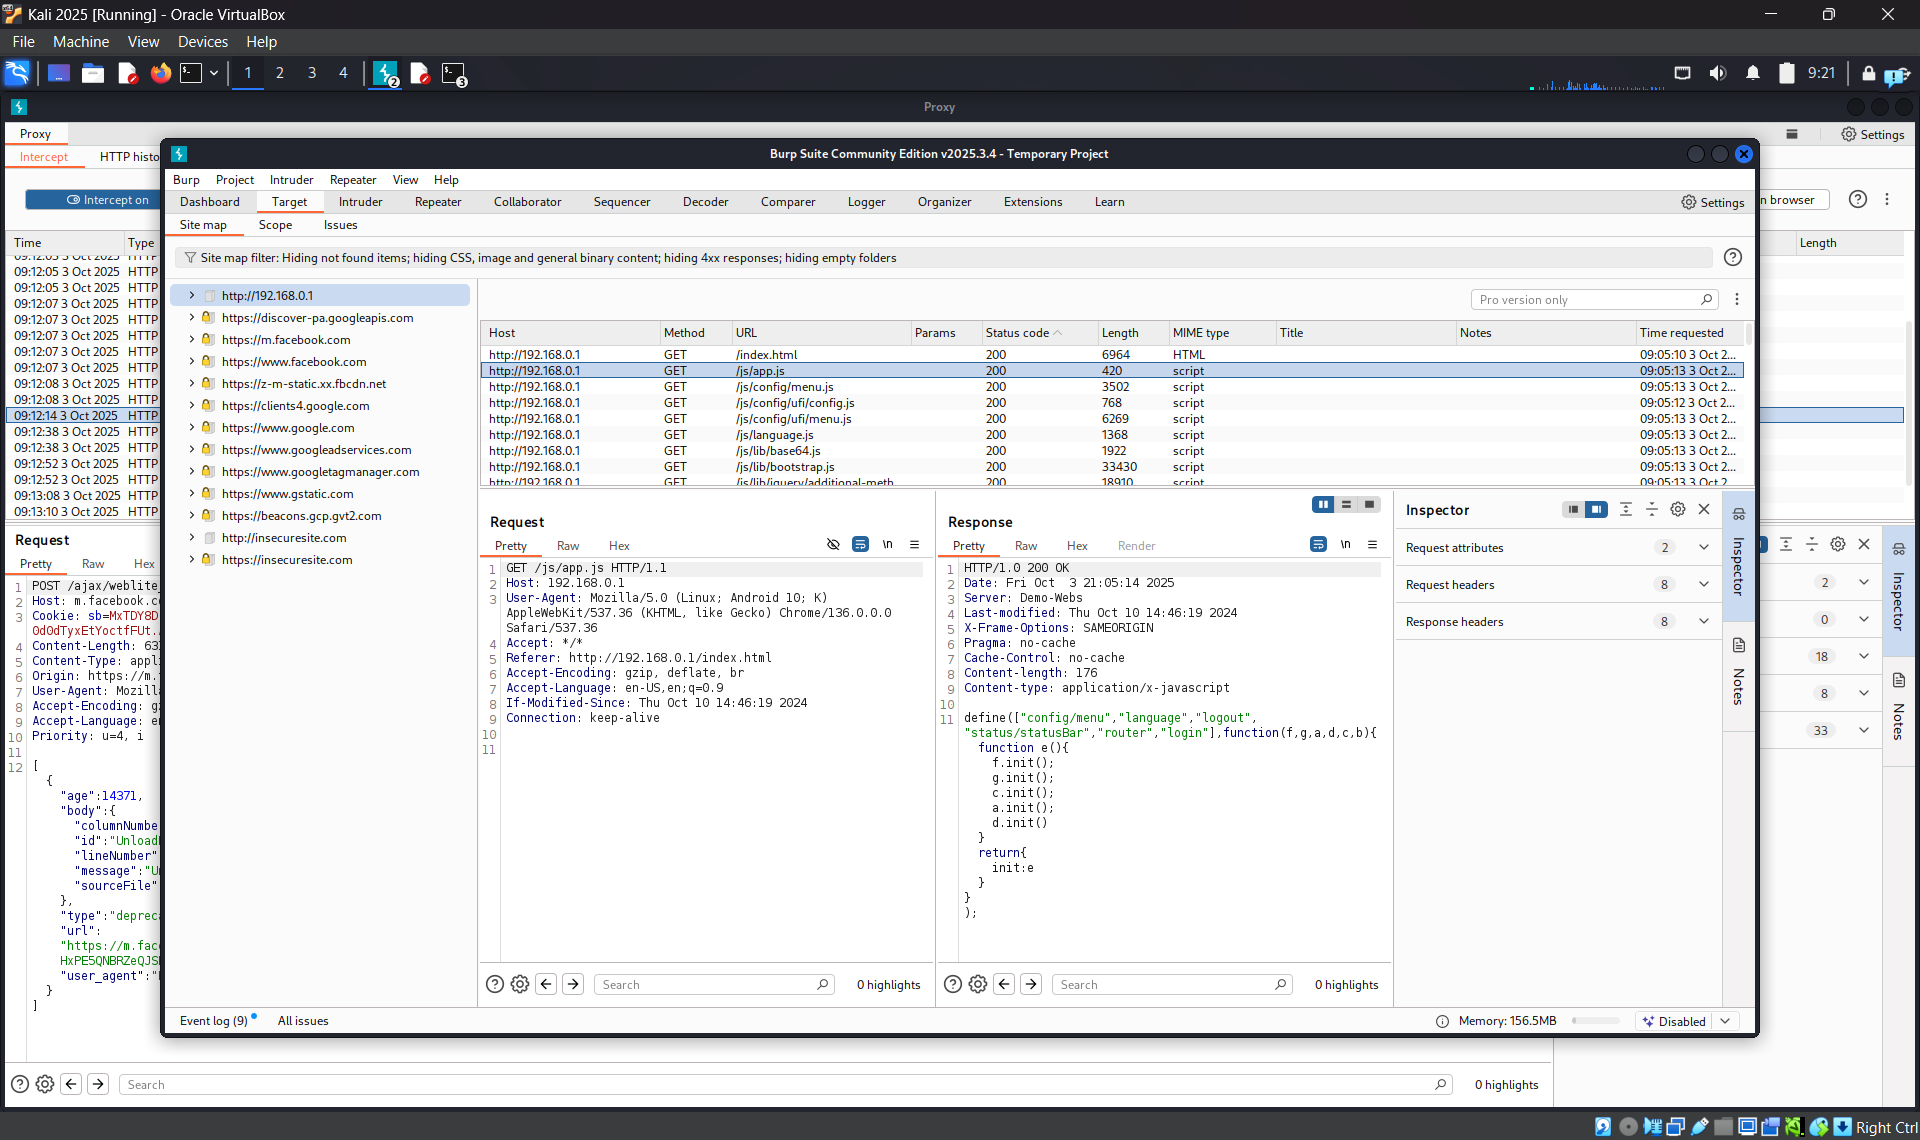 Kali 2025 [Running] - Oracle VirtualBox
File Machine View Devices Help
1 2 3 4 2 3 9:21
Proxy
Proxy Settings
Intercept HTTP histo
Intercept on n browser
Time Type Length
09:12:05 3 Oct 2025 HTTP
09:12:05 3 Oct 2025 HTTP
09:12:05 3 Oct 2025 HTTP
09:12:07 3 Oct 2025 HTTP
09:12:07 3 Oct 2025 HTTP
09:12:07 3 Oct 2025 HTTP
09:12:07 3 Oct 2025 HTTP
09:12:07 3 Oct 2025 HTTP
09:12:08 3 Oct 2025 HTTP
09:12:08 3 Oct 2025 HTTP
09:12:14 3 Oct 2025 HTTP
09:12:38 3 Oct 2025 HTTP
09:12:38 3 Oct 2025 HTTP
09:12:52 3 Oct 2025 HTTP
09:12:52 3 Oct 2025 HTTP
09:13:08 3 Oct 2025 HTTP
09:13:10 3 Oct 2025 HTTP
Request
Pretty Raw Hex
1 POST /ajax/weblite_
2 Host: m.facebook.co
3 Cookie: sb=MxTDY8D
0d0dTyxEtYoctfFUt..
4 Content-Length: 63
5 Content-Type: appl
6 Origin: https://m.
7 User-Agent: Mozill
8 Accept-Encoding: g
9 Accept-Language: e
10 Priority: u=4, i
11
12 [
{
"age":14371,
"body":{
"columnNumbe
"id":"Unload
"lineNumber"
"message":"U
"sourceFile"
},
"type":"depreca
"url":
"https://m.fac
HxPE5QNBRZeQJS
"user_agent":"
}
]
Search 0 highlights
2
0
18
8
33
Inspector
Notes
Burp Suite Community Edition v2025.3.4 - Temporary Project
Burp Project Intruder Repeater View Help
Dashboard Target Intruder Repeater Collaborator Sequencer Decoder Comparer Logger Organizer Extensions Learn Settings
Site map Scope Issues
Site map filter: Hiding not found items; hiding CSS, image and general binary content; hiding 4xx responses; hiding empty folders
http://192.168.0.1
https://discover-pa.googleapis.com
https://m.facebook.com
https://www.facebook.com
https://z-m-static.xx.fbcdn.net
https://clients4.google.com
https://www.google.com
https://www.googleadservices.com
https://www.googletagmanager.com
https://www.gstatic.com
https://beacons.gcp.gvt2.com
http://insecuresite.com
https://insecuresite.com
Pro version only
Host Method URL Params Status code Length MIME type Title Notes Time requested
http://192.168.0.1 GET /index.html 200 6964 HTML 09:05:10 3 Oct 2...
http://192.168.0.1 GET /js/app.js 200 420 script 09:05:13 3 Oct 2...
http://192.168.0.1 GET /js/config/menu.js 200 3502 script 09:05:13 3 Oct 2...
http://192.168.0.1 GET /js/config/ufi/config.js 200 768 script 09:05:12 3 Oct 2...
http://192.168.0.1 GET /js/config/ufi/menu.js 200 6269 script 09:05:13 3 Oct 2...
http://192.168.0.1 GET /js/language.js 200 1368 script 09:05:13 3 Oct 2...
http://192.168.0.1 GET /js/lib/base64.js 200 1922 script 09:05:13 3 Oct 2...
http://192.168.0.1 GET /js/lib/bootstrap.js 200 33430 script 09:05:13 3 Oct 2...
http://192.168.0.1 GET /js/lib/jquery/additional-meth 200 18910 script 09:05:13 3 Oct 2
Request
Pretty Raw Hex \n
1 GET /js/app.js HTTP/1.1
2 Host: 192.168.0.1
3 User-Agent: Mozilla/5.0 (Linux; Android 10; K)
AppleWebKit/537.36 (KHTML, like Gecko) Chrome/136.0.0.0
Safari/537.36
4 Accept: */*
5 Referer: http://192.168.0.1/index.html
6 Accept-Encoding: gzip, deflate, br
7 Accept-Language: en-US,en;q=0.9
8 If-Modified-Since: Thu Oct 10 14:46:19 2024
9 Connection: keep-alive
10
11
Search 0 highlights
Response
Pretty Raw Hex Render \n
1 HTTP/1.0 200 OK
2 Date: Fri Oct  3 21:05:14 2025
3 Server: Demo-Webs
4 Last-modified: Thu Oct 10 14:46:19 2024
5 X-Frame-Options: SAMEORIGIN
6 Pragma: no-cache
7 Cache-Control: no-cache
8 Content-length: 176
9 Content-type: application/x-javascript
10
11 define(["config/menu","language","logout",
"status/statusBar","router","login"],function(f,g,a,d,c,b){
function e(){
f.init();
g.init();
c.init();
a.init();
d.init()
}
return{
init:e
}
}
);
Search 0 highlights
Inspector
Request attributes 2
Request headers 8
Response headers 8
Inspector
Notes
Event log (9) All issues Memory: 156.5MB Disabled
Right Ctrl